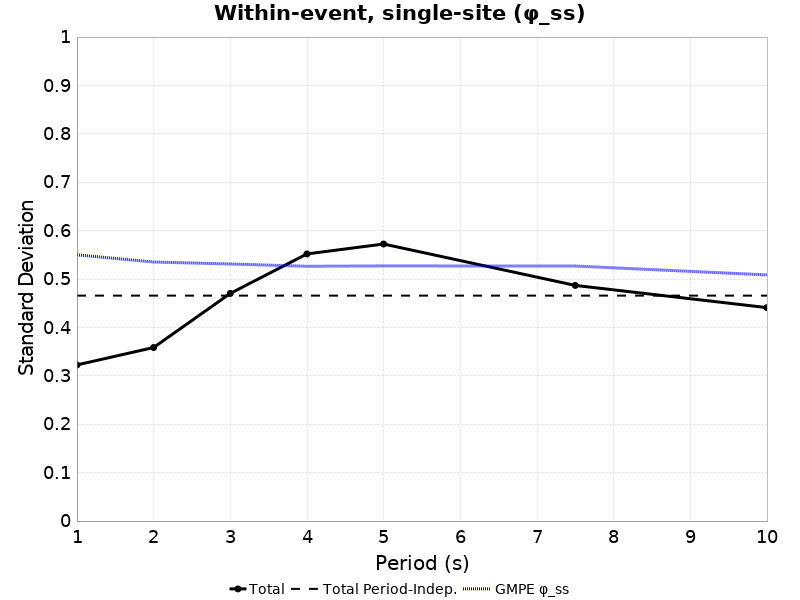 Within-event, single-site (φ_ss)
Standard Deviation
1
0.9
0.8
0.7
0.6
0.5
0.4
0.3
0.2
0.1
0
1 2 3 4 5 6 7 8 9 10
Period (s)
Total Total Period-Indep. GMPE φ_ss